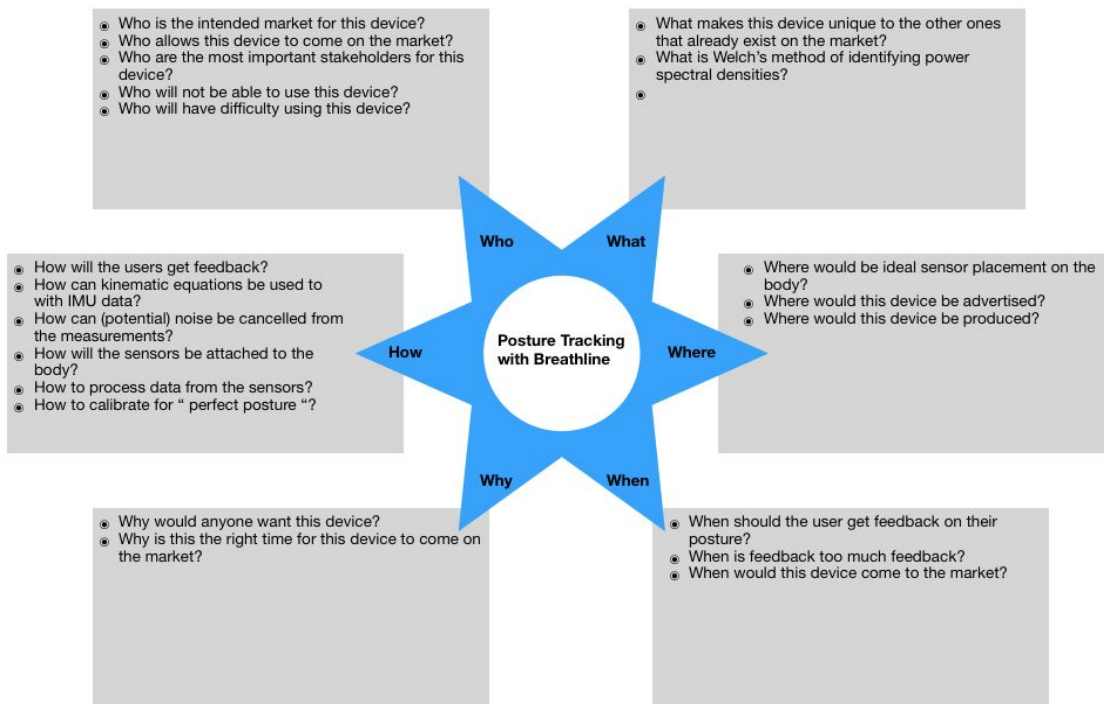 Who is the intended market for this device?
Who allows this device to come on the market?
Who are the most important stakeholders for this
device?
Who will not be able to use this device?
Who will have difficulty using this device?
What makes this device unique to the other ones
that already exist on the market?
What is Welch’s method of identifying power
spectral densities?
Who
What
How will the users get feedback?
How can kinematic equations be used to
with IMU data?
How can (potential) noise be cancelled from
the measurements?
How will the sensors be attached to the
body?
How to process data from the sensors?
How to calibrate for “ perfect posture “?
How
Posture Tracking
with Breathline
Where
Where would be ideal sensor placement on the
body?
Where would this device be advertised?
Where would this device be produced?
Why
When
Why would anyone want this device?
Why is this the right time for this device to come on
the market?
When should the user get feedback on their
posture?
When is feedback too much feedback?
When would this device come to the market?